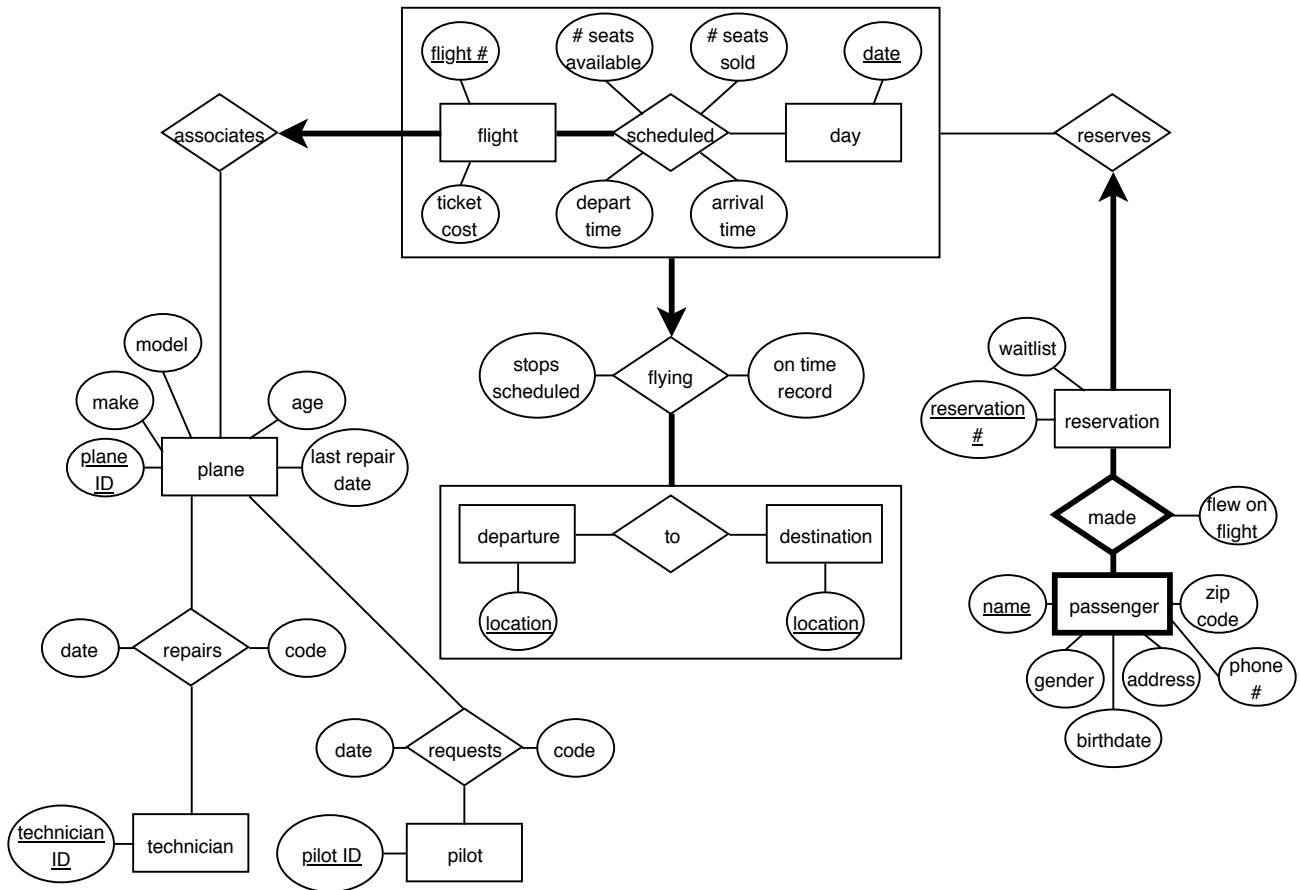 flight #
# seats
available
# seats
sold
date
associates
flight
scheduled
day
reserves
ticket
cost
depart
time
arrival
time
model
make
age
plane
ID
plane
last repair
date
stops
scheduled
flying
on time
record
waitlist
reservation
#
reservation
departure
to
destination
location
location
made
flew on
flight
name
passenger
zip
code
gender
address
phone
#
birthdate
date
repairs
code
date
requests
code
technician
ID
technician
pilot ID
pilot